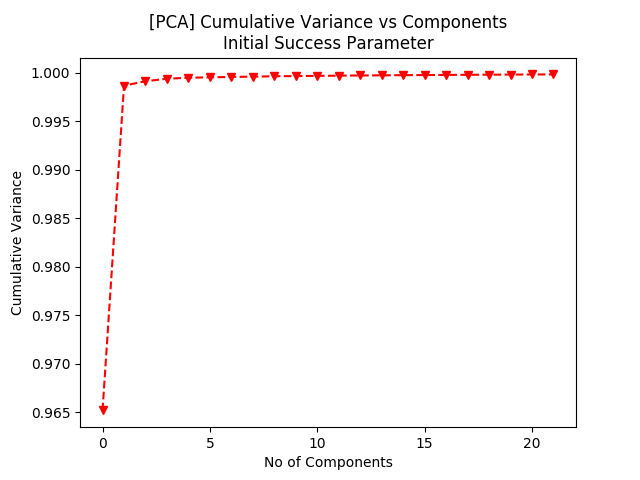 [PCA] Cumulative Variance vs Components
Initial Success Parameter
1.000
0.995
0.990
0.985
0.980
0.975
0.970
0.965
Cumulative Variance
0 5 10 15 20
No of Components